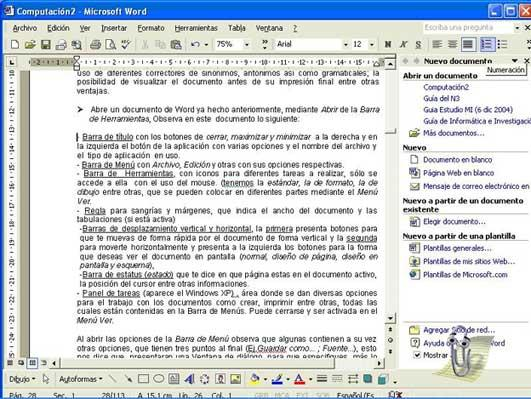 Computación2 - Microsoft Word
Archivo Edición Ver Insertar Formato Herramientas Tabla Ventana ? Escriba una pregunta
75% Arial 12 N K S
Nuevo documento
Numeración
Abrir un documento
Computación2
Guía del N3
Guía Estudio MI (6 dic 2004)
Guía de Informática e Investigació
Más documentos...
Nuevo
Documento en blanco
Página Web en blanco
Mensaje de correo electrónico en
Nuevo a partir de un documento
existente
Elegir documento...
Nuevo a partir de una plantilla
Plantillas generales...
Plantillas de mis sitios Web...
Plantillas de Microsoft.com
Agregar Sitio de red...
Ayuda de Word
Mostrar
uso de diferentes correctores de sinónimos, antónimos así como gramaticales; la
posibilidad de visualizar el documento antes de su impresión final entre otras
ventajas.
➤ Abre un documento de Word ya hecho anteriormente, mediante Abrir de la Barra
de Herramientas, Observa en este documento lo siguiente:
- Barra de título con los botones de cerrar, maximizar y minimizar a la derecha y en
la izquierda el botón de la aplicación con varias opciones y el nombre del archivo y
el tipo de aplicación en uso.
- Barra de Menú con Archivo, Edición y otras con sus opciones respectivas.
- Barra de Herramientas, con iconos para diferentes tareas a realizar, sólo se
accede a ella con el uso del mouse. (tenemos la estándar, la de formato, la de
dibujo entre otras, que se pueden colocar en diferentes partes mediante el Menú
Ver.
- Regla para sangrías y márgenes, que indica el ancho del documento y las
tabulaciones (si está activa)
-Barras de desplazamiento vertical y horizontal, la primera presenta botones para
que te muevas de forma rápida por el documento de forma vertical y la segunda
para moverte horizontalmente y presenta a la izquierda los botones para la forma
que deseas ver el documento en pantalla (normal, diseño de página, diseño en
pantalla y esquema),
-Barra de estatus (estado) que te dice en que página estas en el documento activo,
la posición del cursor entre otras informaciones.
- Panel de tareas (aparece el Windows XP) , área donde se dan diversas opciones
para el trabajo con los documentos como crear, imprimir entre otras, todas las
cuales están contenidas en la Barra de Menús. Puede cerrarse y ser activada en el
Menú Ver.
Al abrir las opciones de la Barra de Menú observa que algunas contienen a su vez
otras opciones, que tienen tres puntos al final (Ej.Guardar como... ; Fuente...), esto
nos dice que presentaran una Ventana de diálogo para que especifiques más lo
Dibujo Autoformas
Pág. 28 Sec. 1 28/113 A 15,1 cm Lín. 26 Col. 1 GRB MCA EXT SOB Español (Es